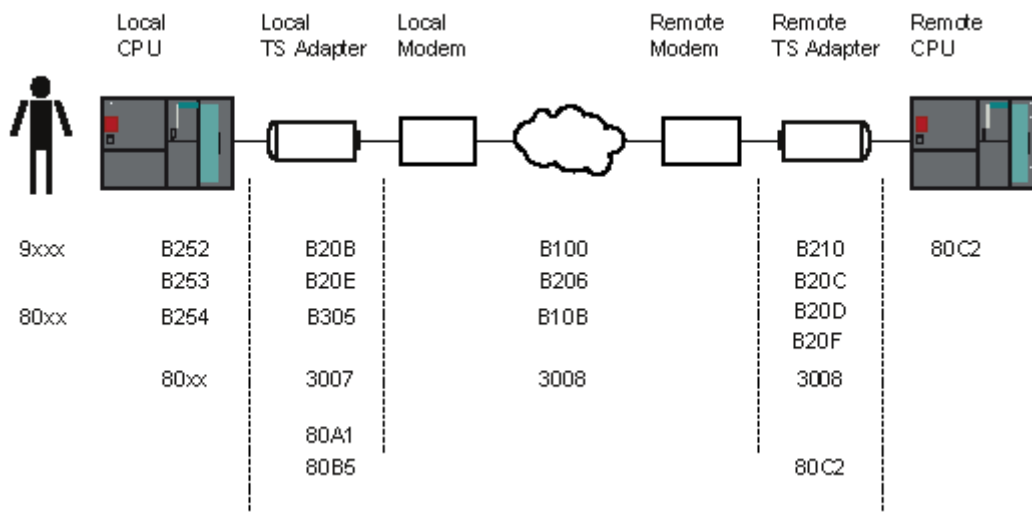 Local Local Local Remote Remote Remote
CPU TS Adapter Modem Modem TS Adapter CPU
9xxx B252 B20B B100 B210 80C2
B253 B20E B206 B20C
80xx B254 B305 B10B B20D
B20F
80xx 3007 3008 3008
80A1
80B5 80C2